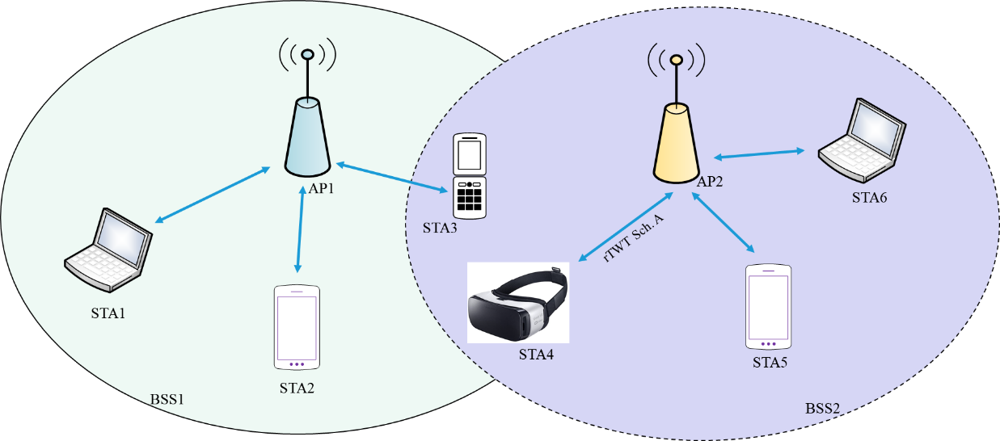 AP1
AP2
STA6
STA3
rTWT Sch. A
STA1
STA4
STA5
STA2
BSS1
BSS2